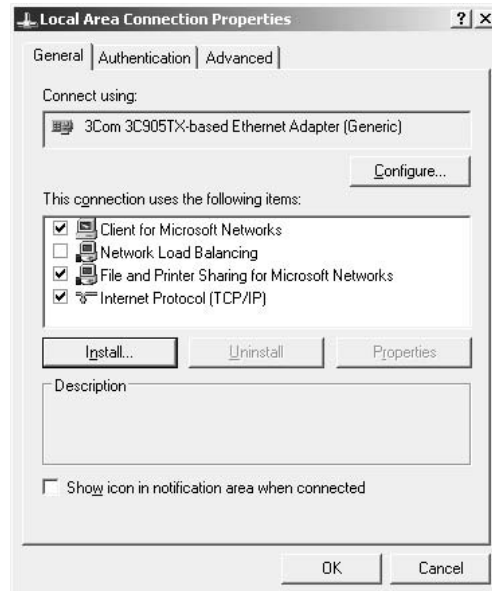 Local Area Connection Properties
General Authentication Advanced
Connect using:
3Com 3C905TX-based Ethernet Adapter (Generic)
Configure...
This connection uses the following items:
Client for Microsoft Networks
Network Load Balancing
File and Printer Sharing for Microsoft Networks
Internet Protocol (TCP/IP)
Install... Uninstall Properties
Description
Show icon in notification area when connected
OK Cancel